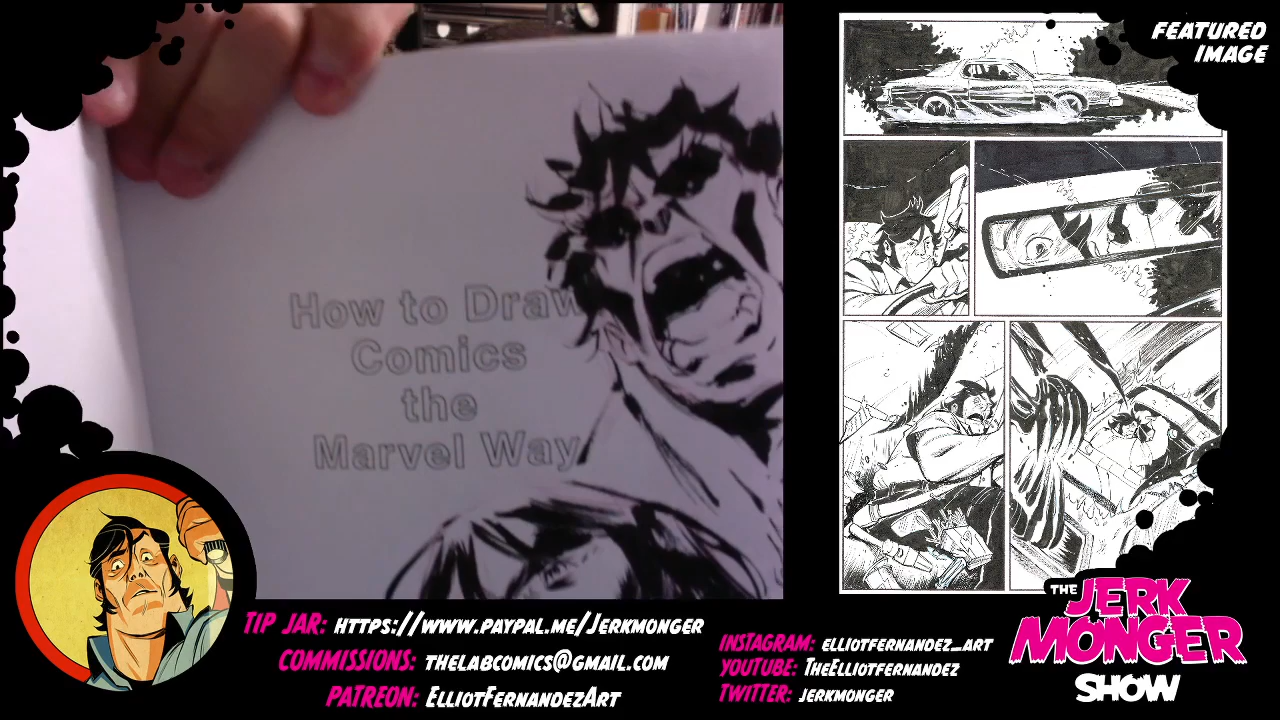 FEATURED
IMAGE
How to Draw
Comics
the
Marvel Way
TIP JAR: HTTPS://WWW.PAYPAL.ME/JERKMONGER
COMMISSIONS: THELABCOMICS@GMAIL.COM
PATREON: ELLIOTFERNANDEZART
INSTAGRAM: ELLIOTFERNANDEZ_ART
YOUTUBE: THEELLIOTFERNANDEZ
TWITTER: JERKMONGER
THE JERK
MONGER
SHOW